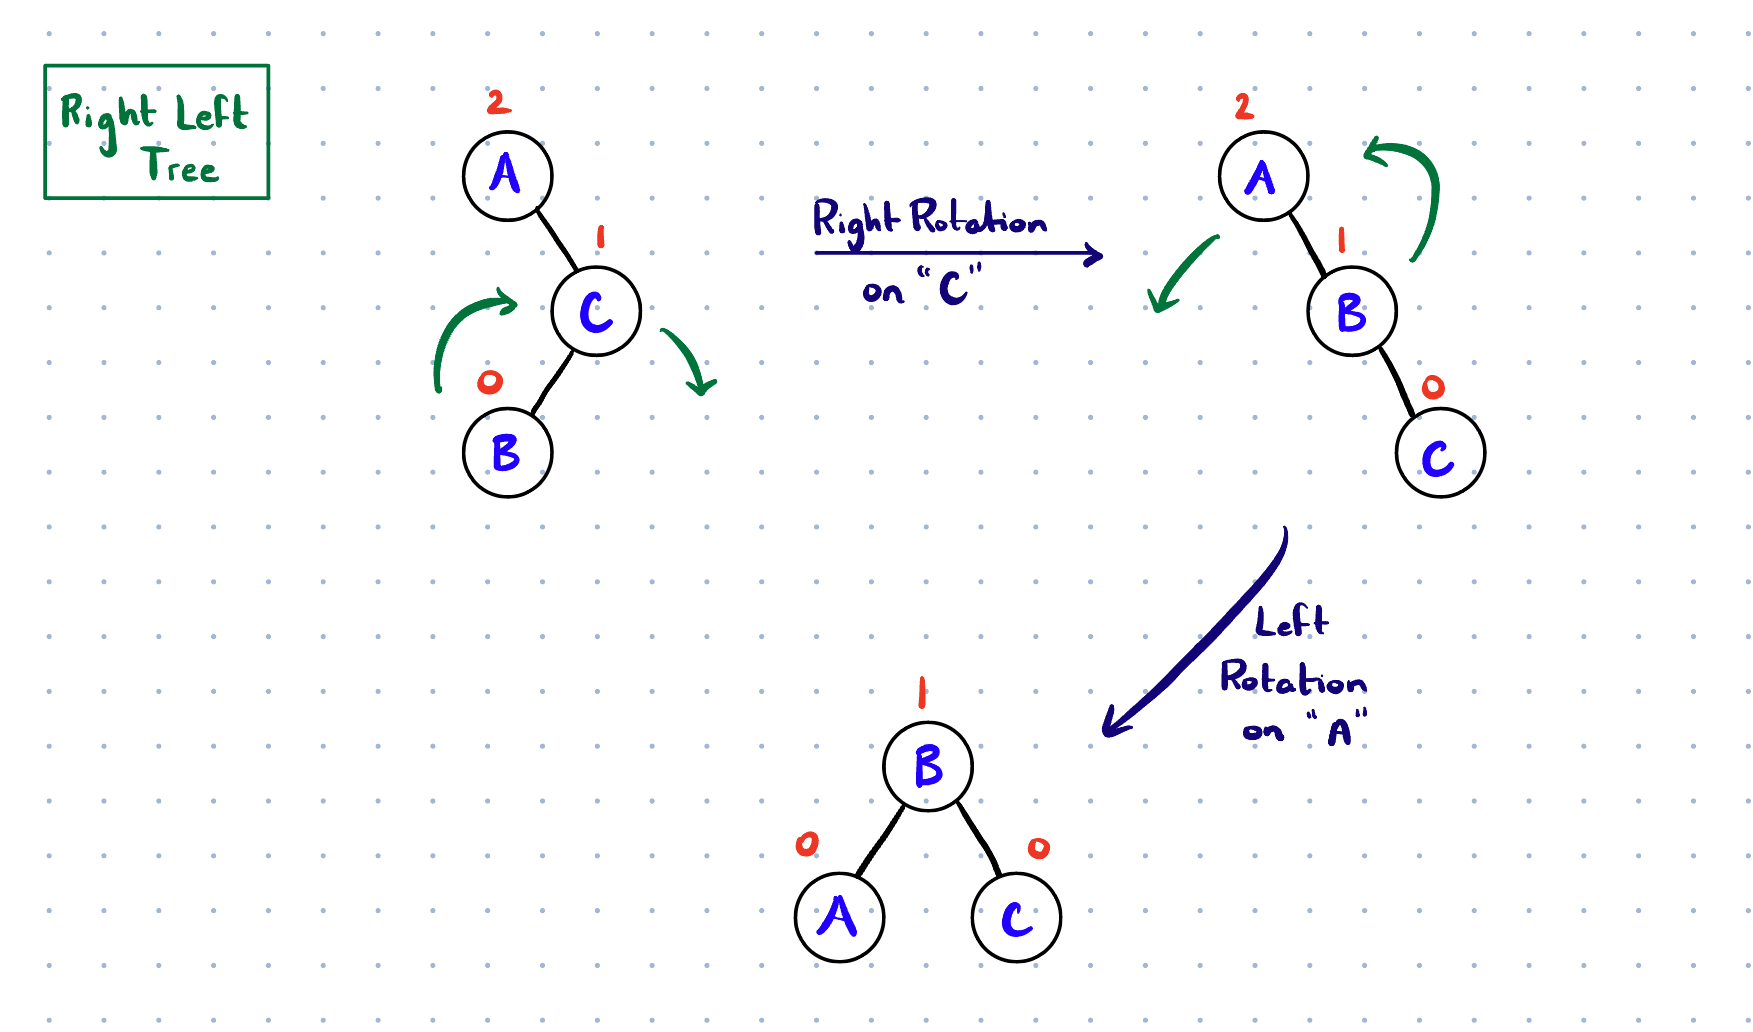 Right Left
Tree
2
A
1
C
0
B
Right Rotation
on "C"
2
A
1
B
0
C
Left
Rotation
on "A"
1
B
0
A
0
C